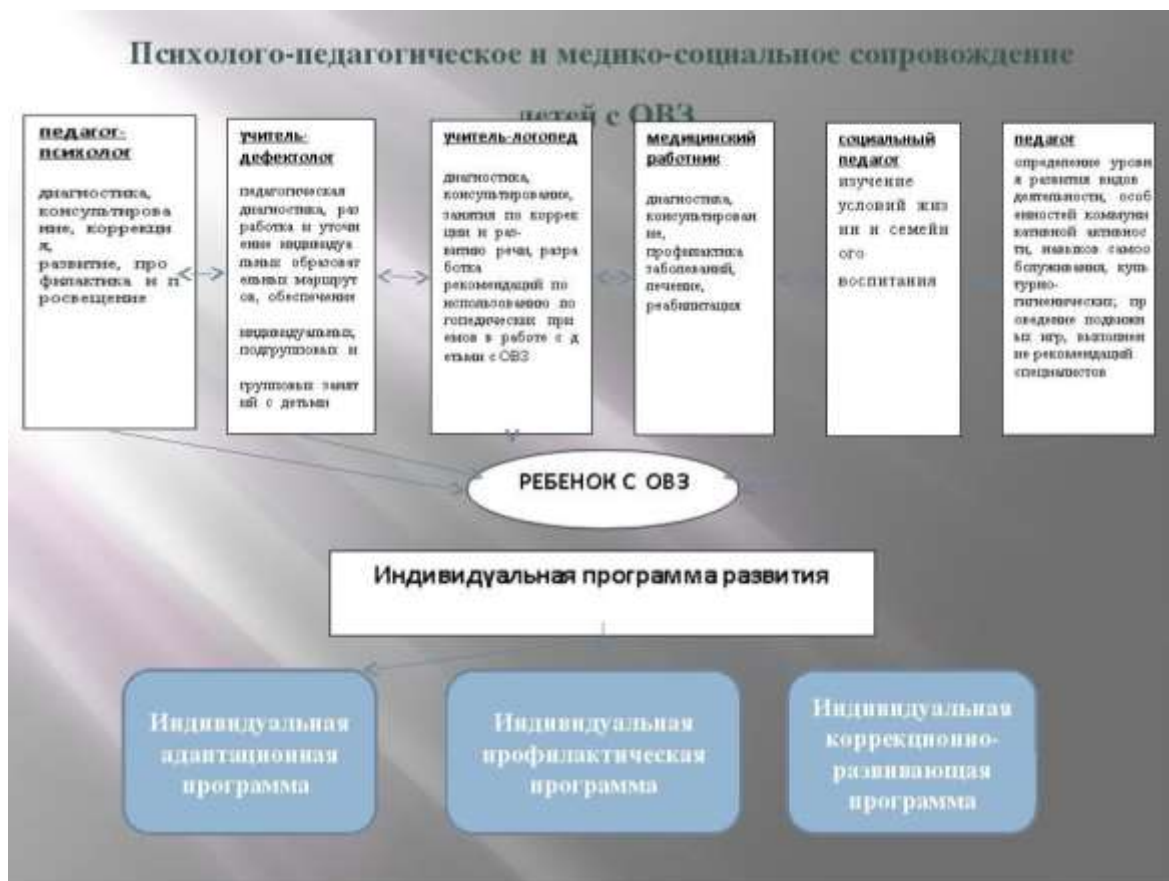 Психолого-педагогическое и медико-социальное сопровождение
детей с ОВЗ
педагог-
психолог
диагностика,
консультирова
ние, коррекци
я,
развитие, про
филактика и п
росвещение
учитель-
дефектолог
педагогическая
диагностика, раз
работка и уточн
ение индивидуа
льных образоват
ельных маршрут
ов, обеспечение
индивидуальных,
подгрупповых и
групповых занят
ий с детьми
учитель-логопед
диагностика,
консультирование,
занятия по коррек
ции и раз-
витию речи, разра
ботка
рекомендаций по
использованию ло
гопедических при
емов в работе с д
етьми с ОВЗ
медицинский
работник
диагностика,
консультирован
ие,
профилактика
заболеваний,
лечение,
реабилитация
социальный
педагог
изучение
условий жиз
ни и семейн
ого
воспитания
педагог
определение уровн
я развития видов
деятельности, особ
енностей коммуни
кативной активнос
ти, навыков самоо
бслуживания, куль
турно-
гигиенических; пр
оведение подвижн
ых игр, выполнен
ие рекомендаций
специалистов
РЕБЕНОК С ОВЗ
Индивидуальная программа развития
Индивидуальная
адаптационная
программа
Индивидуальная
профилактическая
программа
Индивидуальная
коррекционно-
развивающая
программа